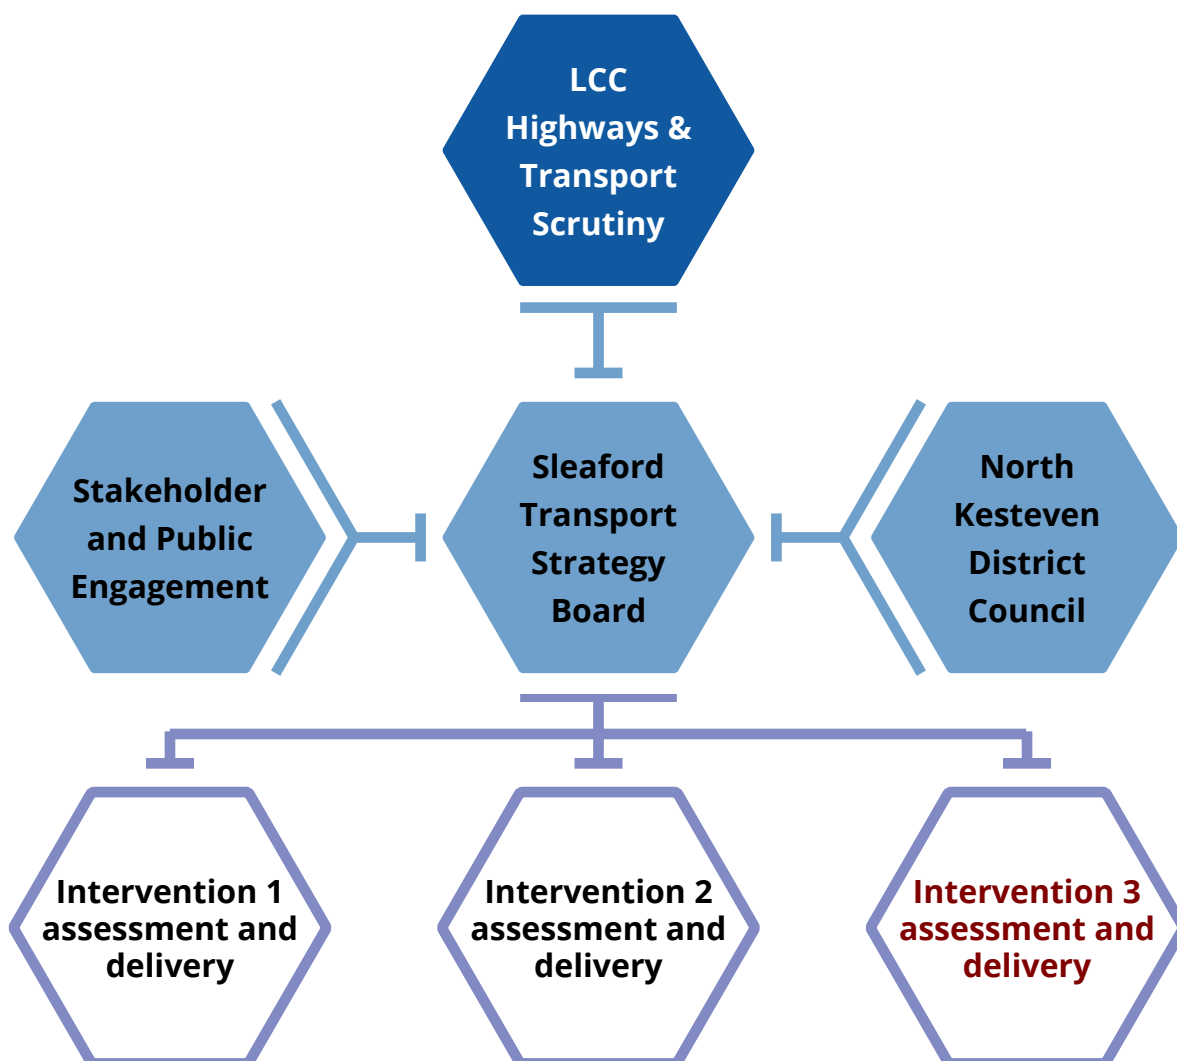 LCC
Highways &
Transport
Scrutiny
Stakeholder
and Public
Engagement
Sleaford
Transport
Strategy
Board
North
Kesteven
District
Council
Intervention 1
assessment and
delivery
Intervention 2
assessment and
delivery
Intervention 3
assessment and
delivery